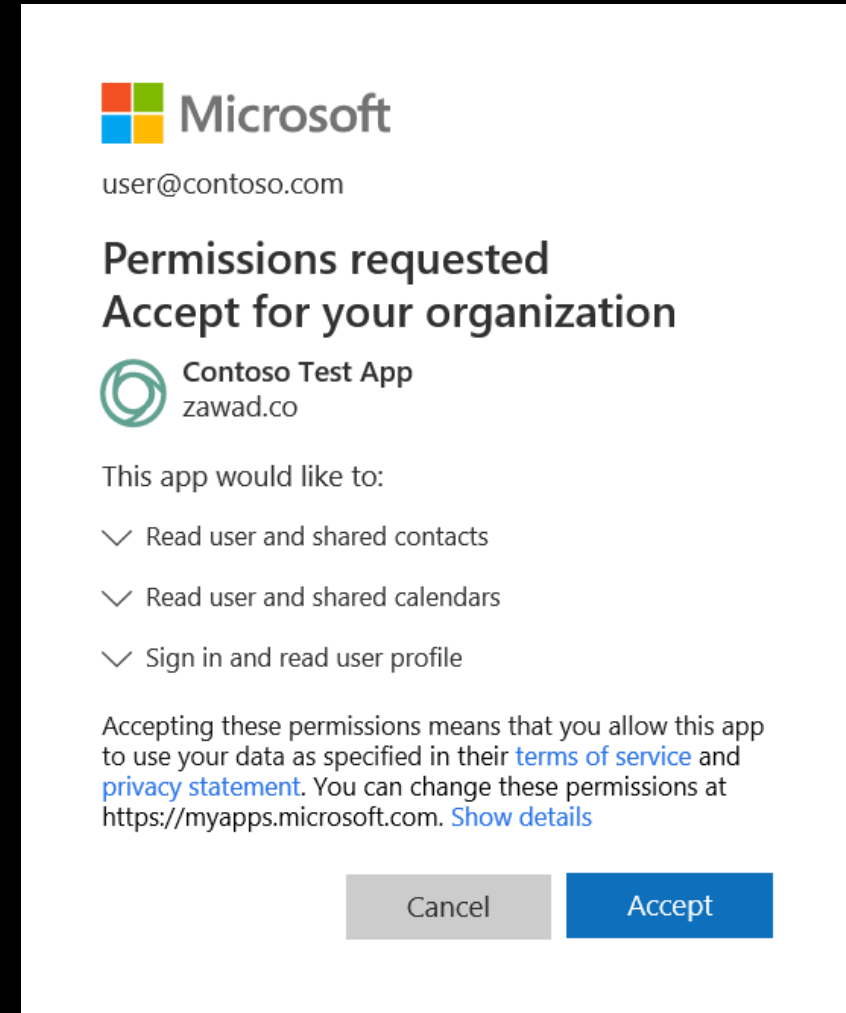 Microsoft
user@contoso.com
Permissions requested
Accept for your organization
Contoso Test App
zawad.co
This app would like to:
Read user and shared contacts
Read user and shared calendars
Sign in and read user profile
Accepting these permissions means that you allow this app
to use your data as specified in their terms of service and
privacy statement. You can change these permissions at
https://myapps.microsoft.com. Show details
Cancel Accept